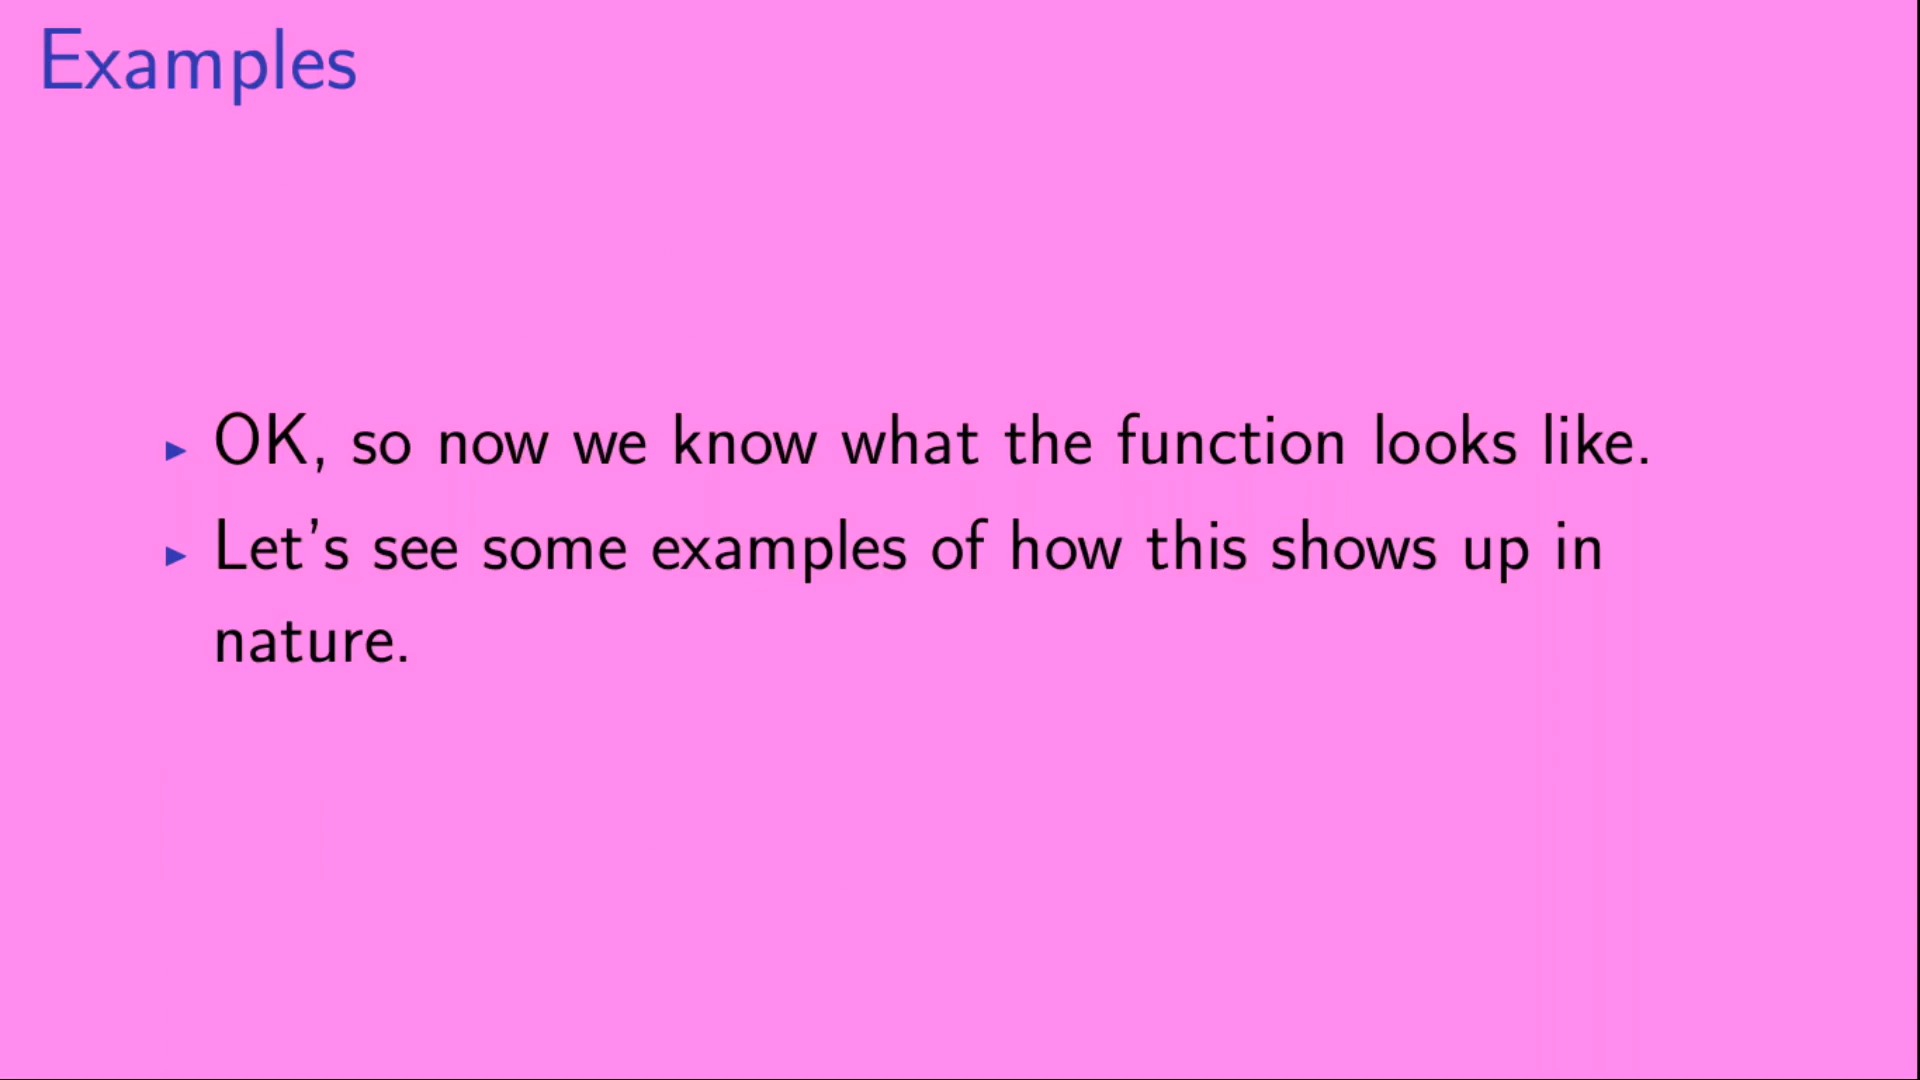 Examples
▶ OK, so now we know what the function looks like.
▶ Let's see some examples of how this shows up in
nature.